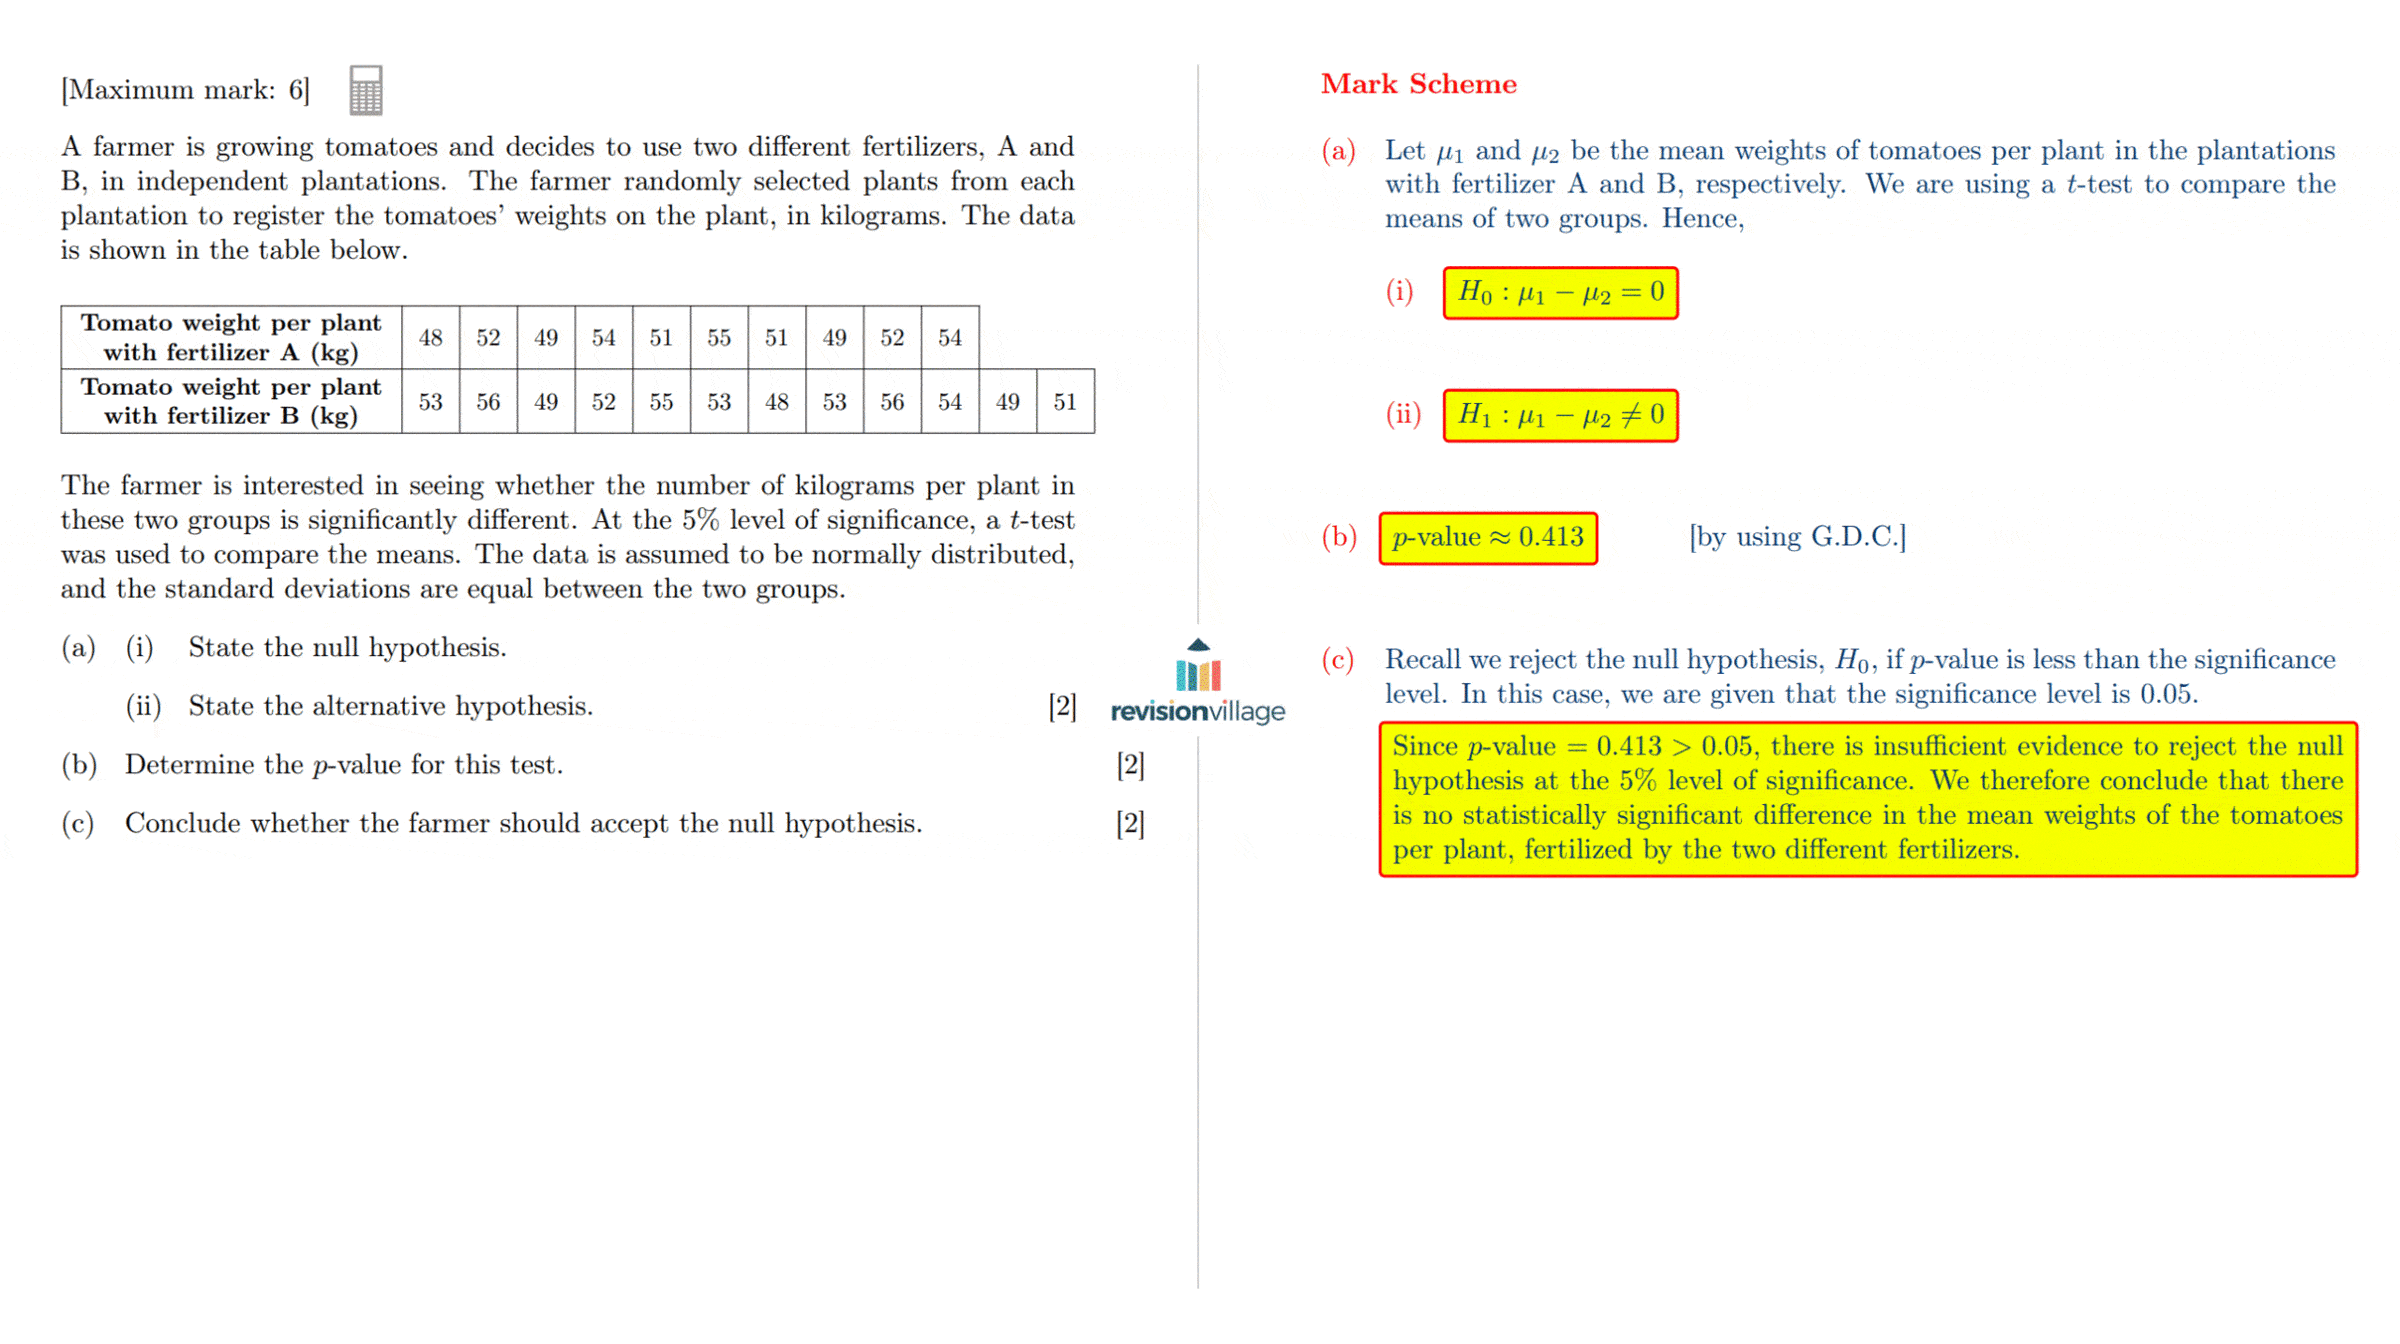 [Maximum mark: 6]
A farmer is growing tomatoes and decides to use two different fertilizers, A and
B, in independent plantations. The farmer randomly selected plants from each
plantation to register the tomatoes' weights on the plant, in kilograms. The data
is shown in the table below.
Tomato weight per plant
with fertilizer A (kg) 48 52 49 54 51 55 51 49 52 54
Tomato weight per plant
with fertilizer B (kg) 53 56 49 52 55 53 48 53 56 54 49 51
The farmer is interested in seeing whether the number of kilograms per plant in
these two groups is significantly different. At the 5% level of significance, a t-test
was used to compare the means. The data is assumed to be normally distributed,
and the standard deviations are equal between the two groups.
(a) (i) State the null hypothesis.
(ii) State the alternative hypothesis. [2]
(b) Determine the p-value for this test. [2]
(c) Conclude whether the farmer should accept the null hypothesis. [2]
revisionvillage
Mark Scheme
(a) Let μ₁ and μ₂ be the mean weights of tomatoes per plant in the plantations
with fertilizer A and B, respectively. We are using a t-test to compare the
means of two groups. Hence,
(i) H₀ : μ₁ − μ₂ = 0
(ii) H₁ : μ₁ − μ₂ ≠ 0
(b) p-value ≈ 0.413 [by using G.D.C.]
(c) Recall we reject the null hypothesis, H₀, if p-value is less than the significance
level. In this case, we are given that the significance level is 0.05.
Since p-value = 0.413 > 0.05, there is insufficient evidence to reject the null
hypothesis at the 5% level of significance. We therefore conclude that there
is no statistically significant difference in the mean weights of the tomatoes
per plant, fertilized by the two different fertilizers.